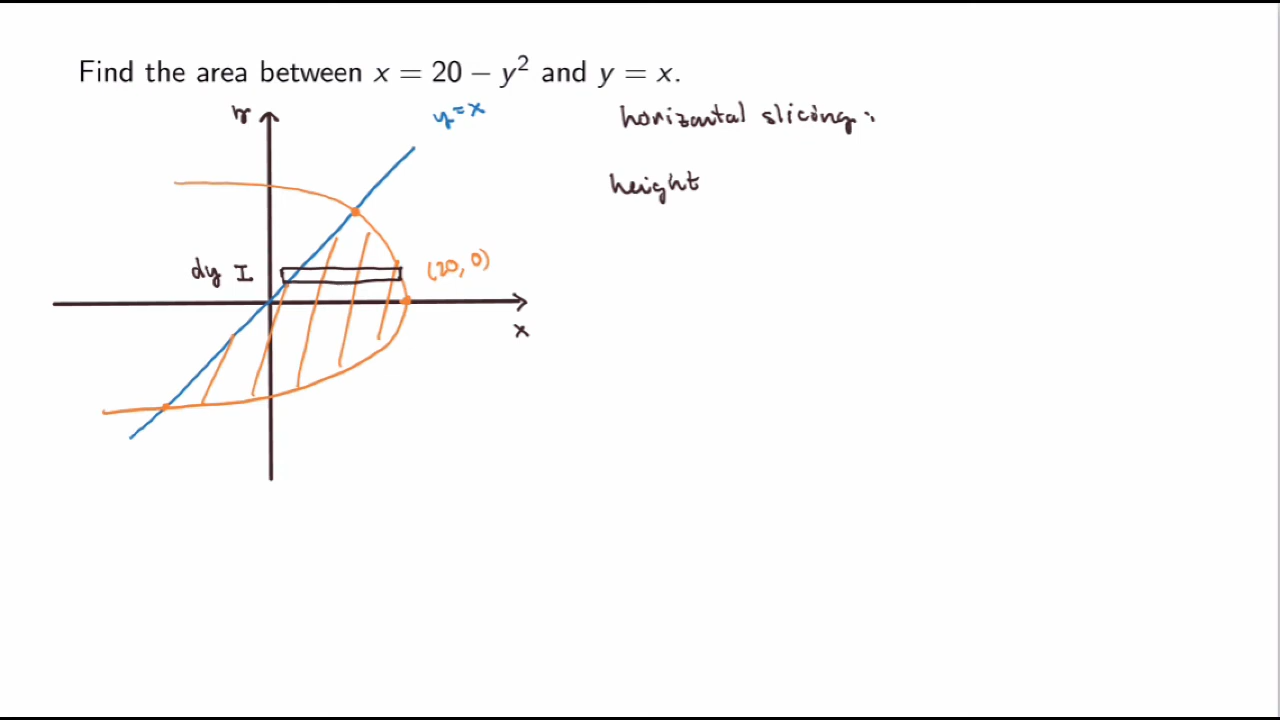 Find the area between x = 20 − y² and y = x.
y
y=x
horizontal slicing:
height
dy
(20, 0)
x